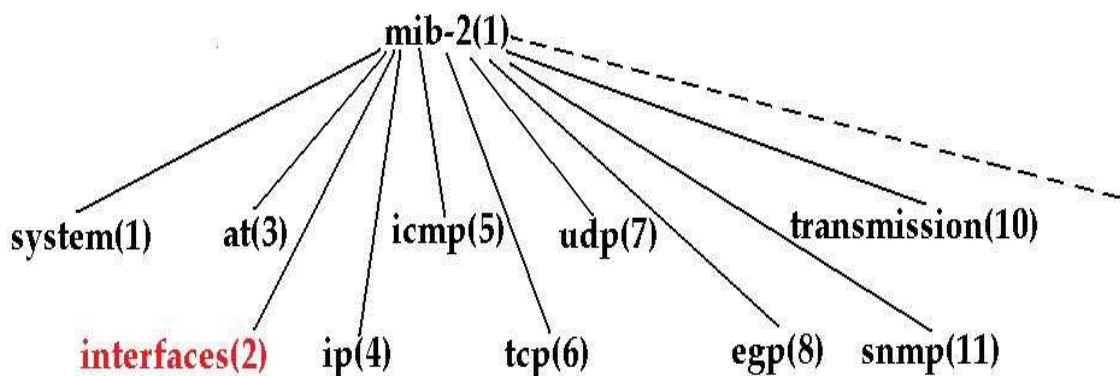 mib-2(1)
system(1) at(3) icmp(5) udp(7) transmission(10)
interfaces(2) ip(4) tcp(6) egp(8) snmp(11)